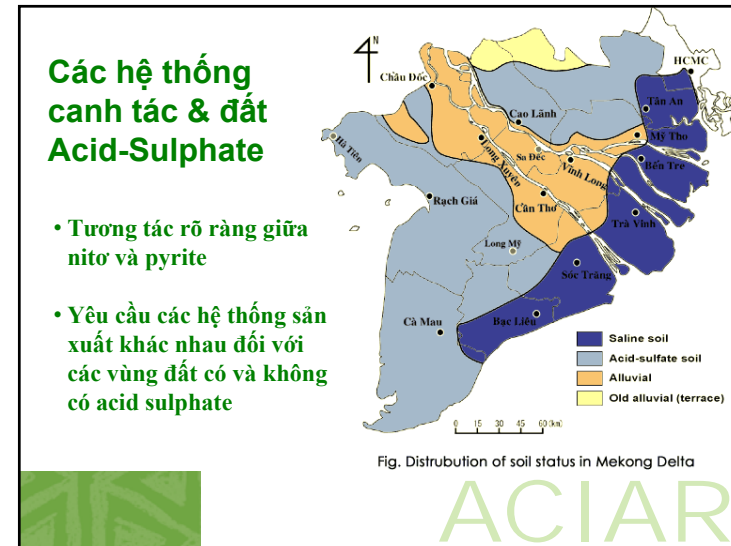 Các hệ thống
canh tác & đất
Acid-Sulphate
• Tương tác rõ ràng giữa
nitơ và pyrite
• Yêu cầu các hệ thống sản
xuất khác nhau đối với
các vùng đất có và không
có acid sulphate
N
HCMC
Châu Đốc
Tân An
Cao Lãnh
Mỹ Tho
Hà Tiên
Long Xuyên
Sa Đéc
Vĩnh Long
Bến Tre
Rạch Giá
Cần Thơ
Trà Vinh
Long Mỹ
Sóc Trăng
Cà Mau
Bạc Liêu
Saline soil
Acid-sulfate soil
Alluvial
Old alluvial (terrace)
0 15 30 45 60 (km)
Fig. Distrubution of soil status in Mekong Delta
ACIAR